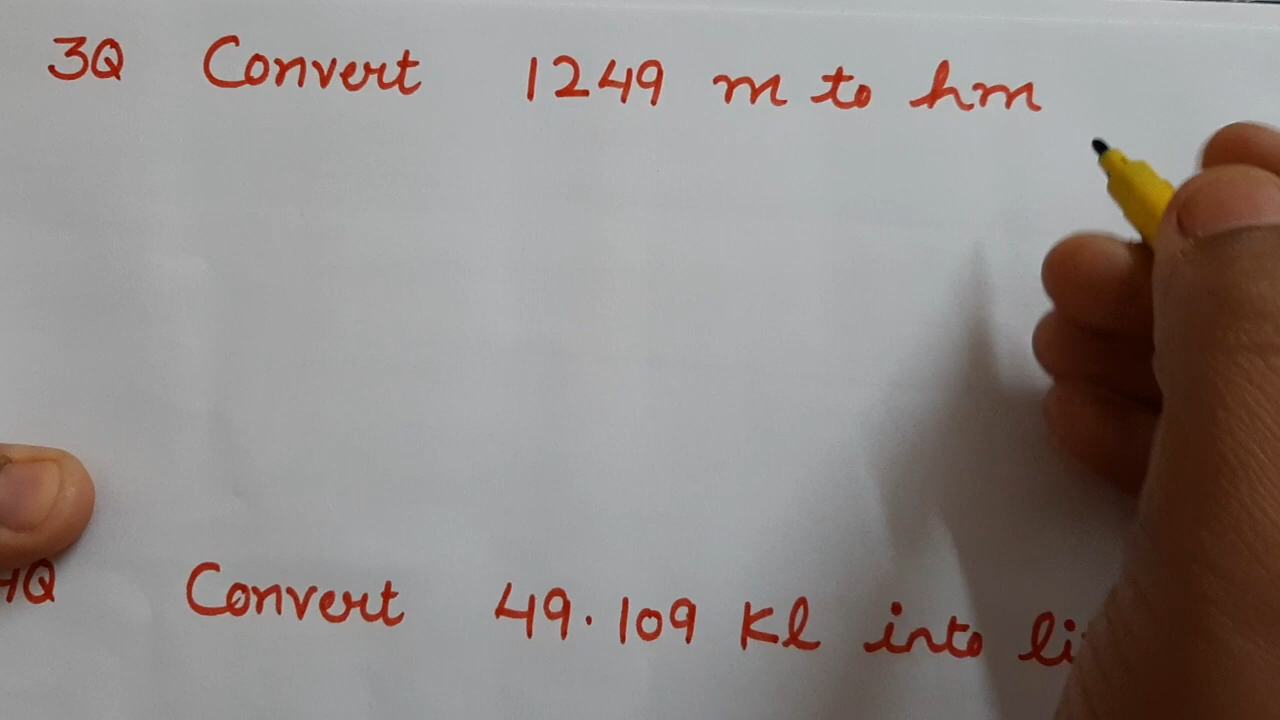 3Q Convert 1249 m to hm
Q Convert 49.109 Kl into